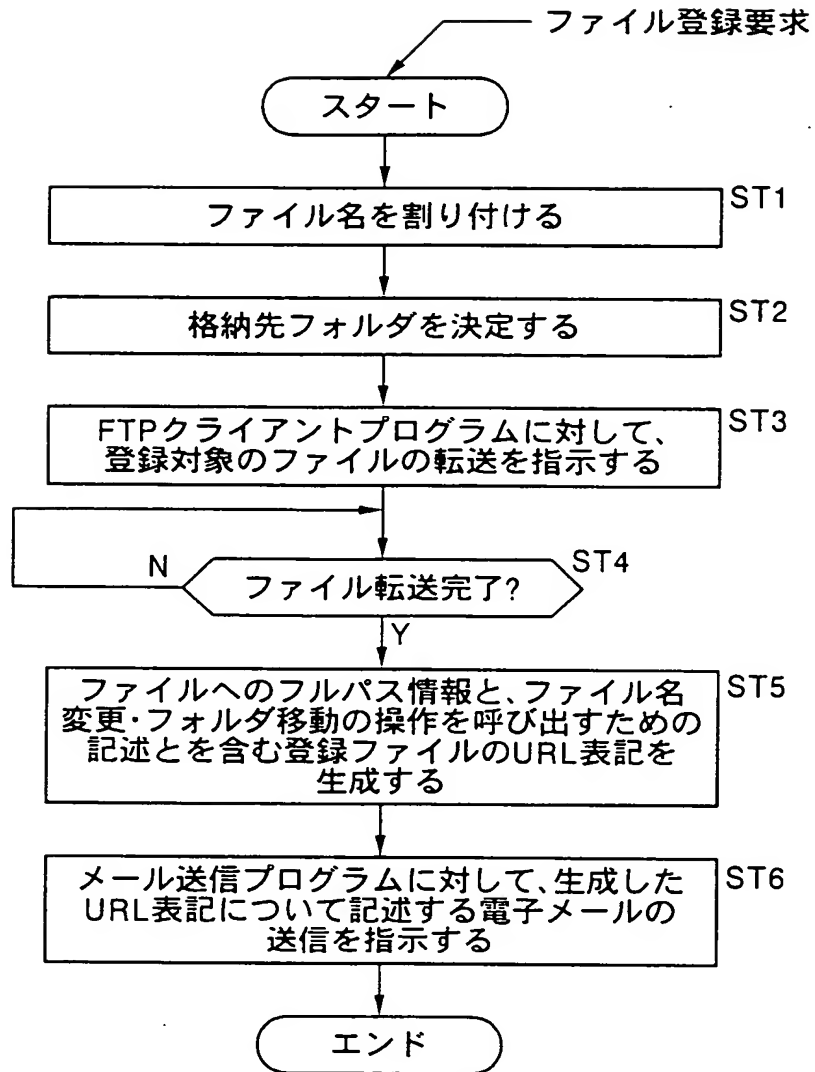 ファイル登録要求
スタート
ST1
ファイル名を割り付ける
ST2
格納先フォルダを決定する
ST3
FTPクライアントプログラムに対して、
登録対象のファイルの転送を指示する
N
ST4
ファイル転送完了?
Y
ST5
ファイルへのフルパス情報と、ファイル名
変更・フォルダ移動の操作を呼び出すための
記述とを含む登録ファイルのURL表記を
生成する
ST6
メール送信プログラムに対して、生成した
URL表記について記述する電子メールの
送信を指示する
エンド